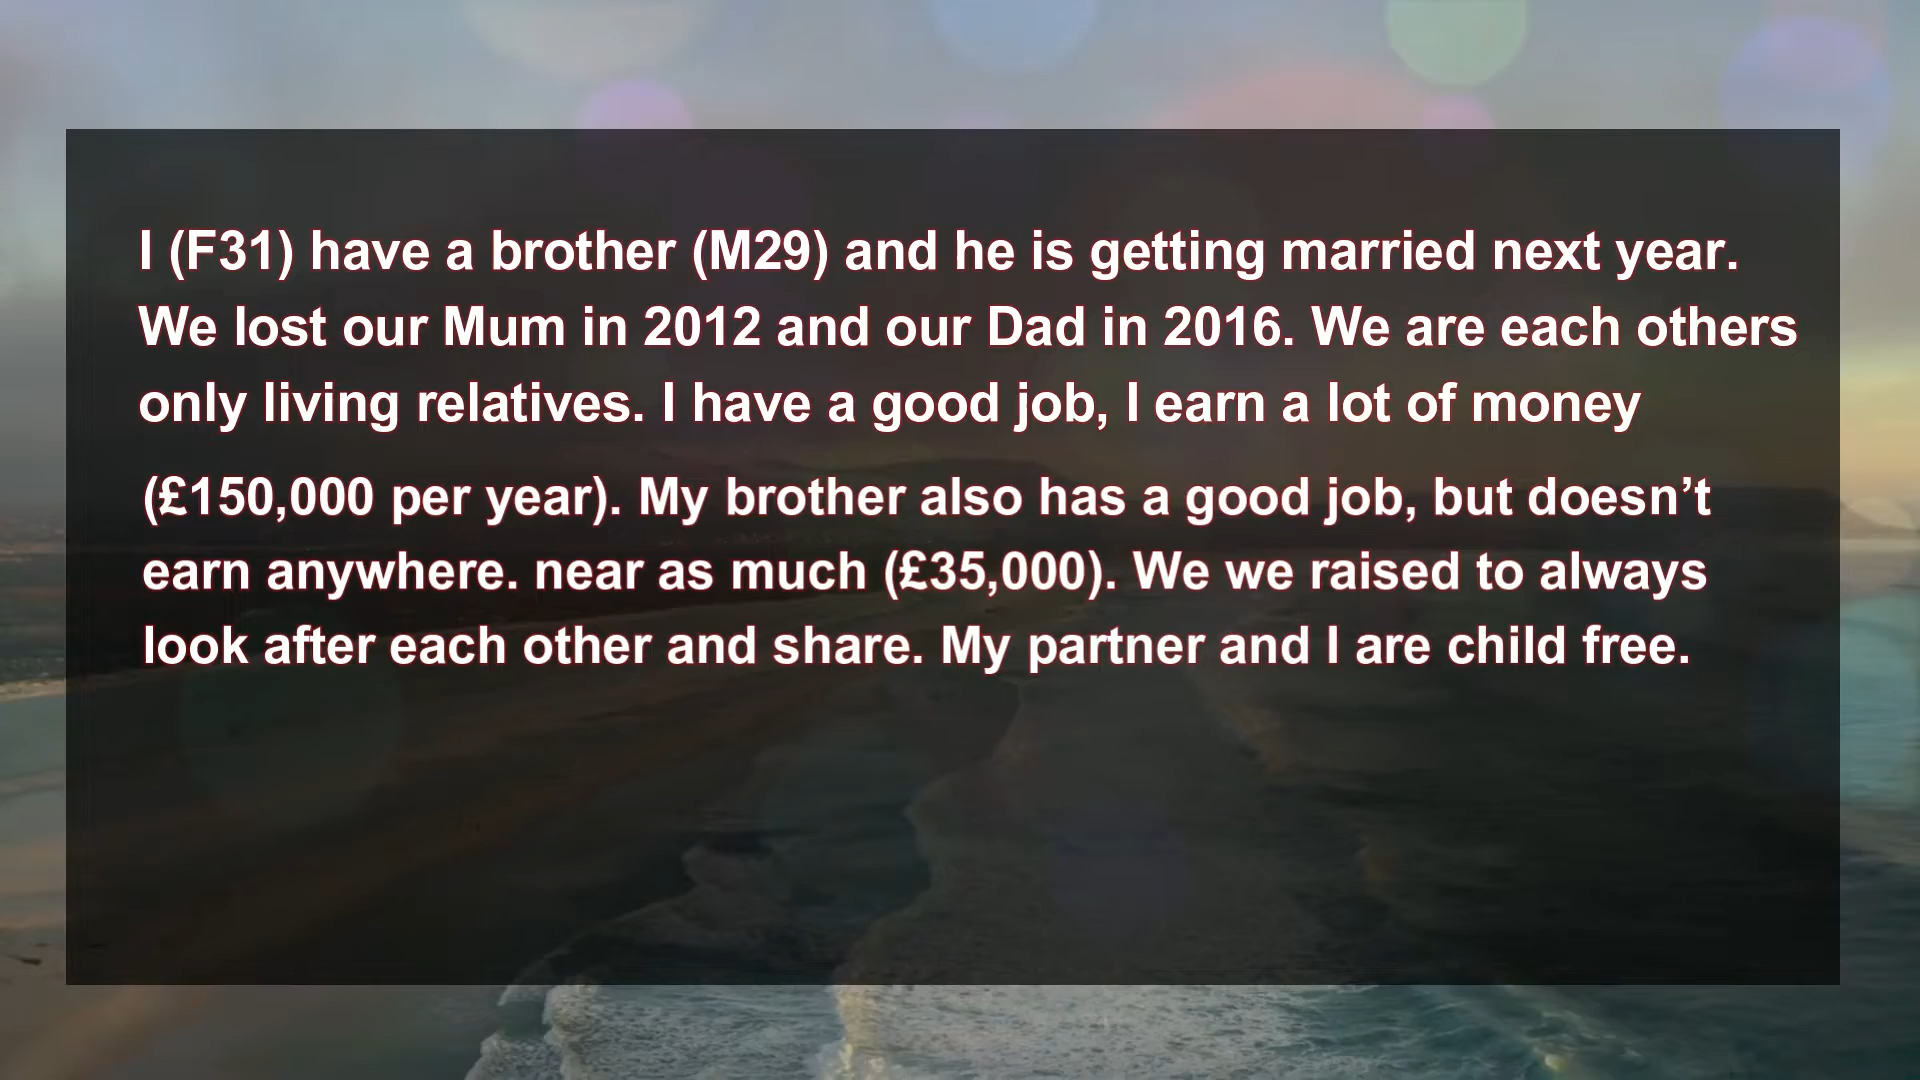 I (F31) have a brother (M29) and he is getting married next year.
We lost our Mum in 2012 and our Dad in 2016. We are each others
only living relatives. I have a good job, I earn a lot of money
(£150,000 per year). My brother also has a good job, but doesn’t
earn anywhere. near as much (£35,000). We we raised to always
look after each other and share. My partner and I are child free.